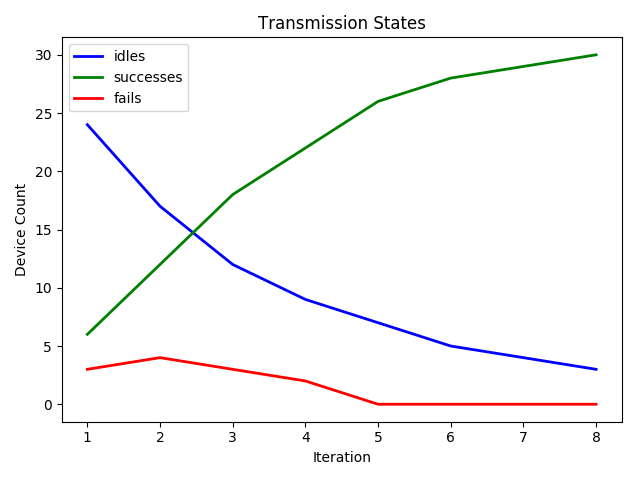 Transmission States
idles
successes
fails
Device Count
30
25
20
15
10
5
0
1 2 3 4 5 6 7 8
Iteration